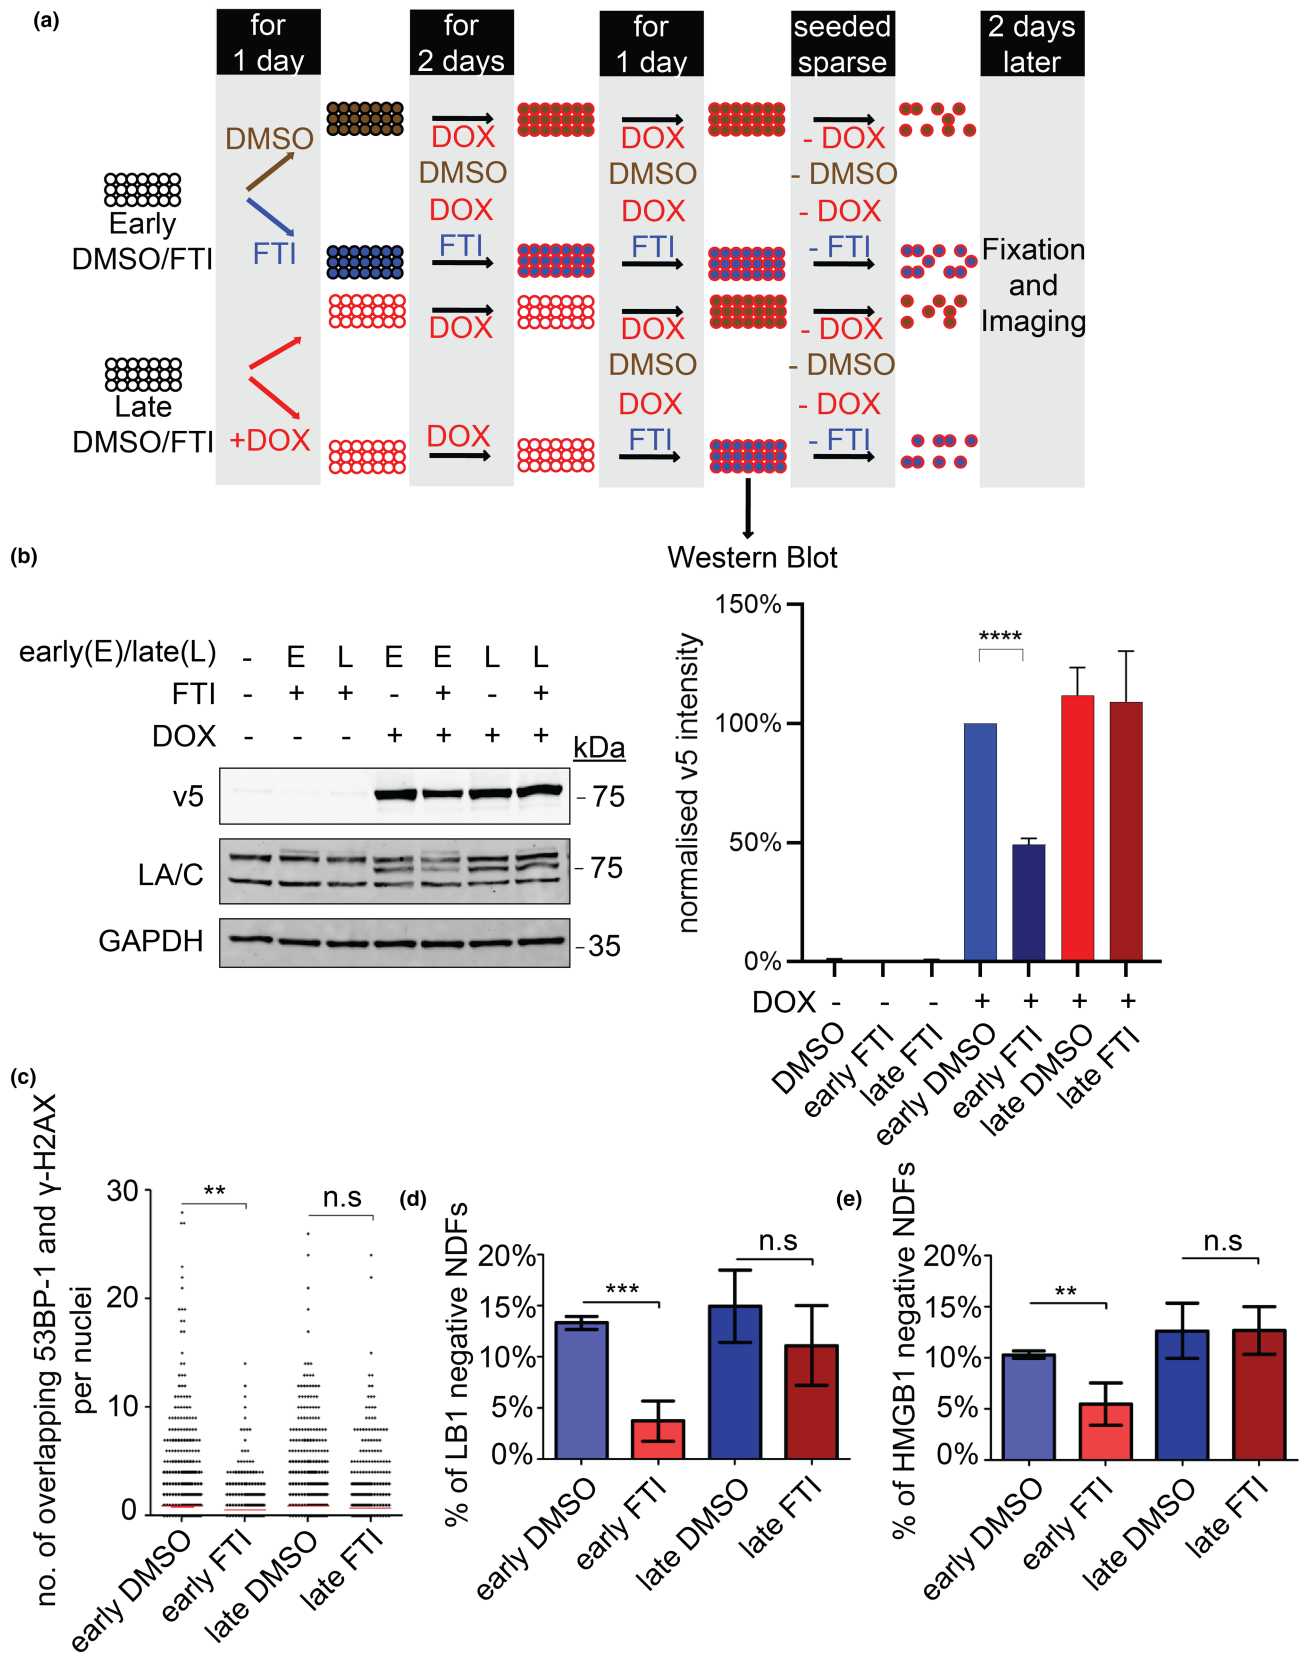 (a)
for
1 day
for
2 days
for
1 day
seeded
sparse
2 days
later
DMSO
DOX
DOX
- DOX
DMSO
DMSO
- DMSO
Early
DMSO/FTI
DOX
DOX
- DOX
FTI
FTI
FTI
- FTI
Fixation
and
Imaging
DOX
DOX
- DOX
DMSO
- DMSO
Late
DMSO/FTI
DOX
- DOX
+DOX
DOX
FTI
- FTI
Western Blot
(b)
early(E)/late(L) - E L E E L L
FTI - + + - + - +
DOX - - - + + + +
kDa
v5
- 75
LA/C
- 75
GAPDH
- 35
normalised v5 intensity
150%
100%
50%
0%
****
DOX - - - + + + +
DMSO
early FTI
late FTI
early DMSO
early FTI
late DMSO
late FTI
(c)
no. of overlapping 53BP-1 and γ-H2AX
per nuclei
30
20
10
0
**
n.s
early DMSO
early FTI
late DMSO
late FTI
(d)
% of LB1 negative NDFs
20%
15%
10%
5%
0%
***
n.s
early DMSO
early FTI
late DMSO
late FTI
(e)
% of HMGB1 negative NDFs
20%
15%
10%
5%
0%
**
n.s
early DMSO
early FTI
late DMSO
late FTI